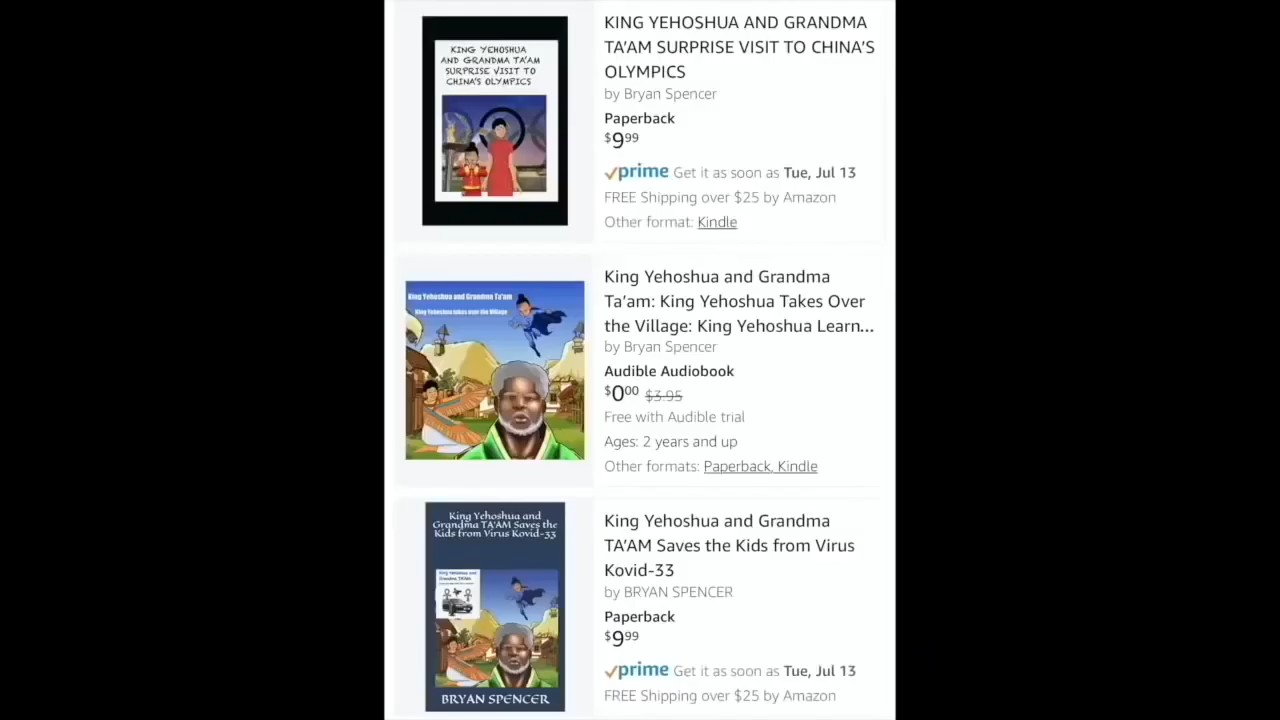 KING YEHOSHUA
AND GRANDMA TA'AM
SURPRISE VISIT TO
CHINA'S OLYMPICS
KING YEHOSHUA AND GRANDMA
TA’AM SURPRISE VISIT TO CHINA’S
OLYMPICS
by Bryan Spencer
Paperback
$9.99
prime Get it as soon as Tue, Jul 13
FREE Shipping over $25 by Amazon
Other format: Kindle
King Yehoshua and Grandma Ta'am
King Yehoshua takes over the Village
King Yehoshua and Grandma
Ta’am: King Yehoshua Takes Over
the Village: King Yehoshua Learn...
by Bryan Spencer
Audible Audiobook
$0.00 $3.95
Free with Audible trial
Ages: 2 years and up
Other formats: Paperback, Kindle
King Yehoshua and
Grandma TA'AM Saves the
Kids from Virus Kovid-33
BRYAN SPENCER
King Yehoshua and Grandma
TA’AM Saves the Kids from Virus
Kovid-33
by BRYAN SPENCER
Paperback
$9.99
prime Get it as soon as Tue, Jul 13
FREE Shipping over $25 by Amazon